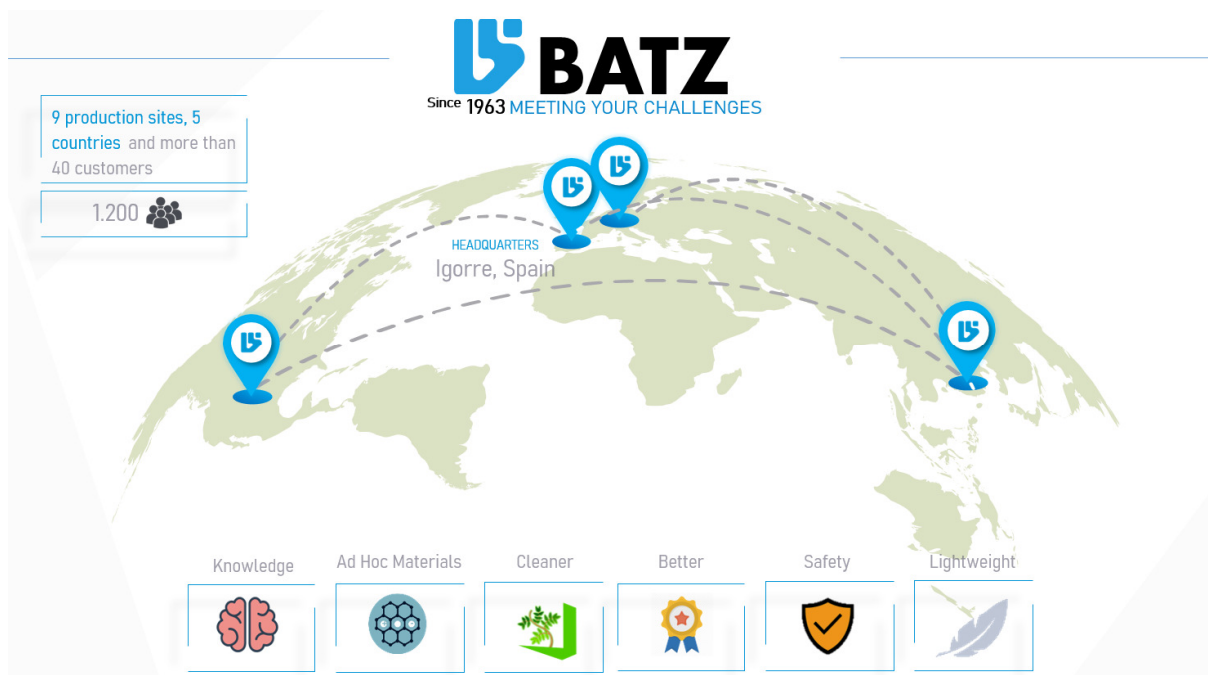 BATZ
Since 1963 MEETING YOUR CHALLENGES
9 production sites, 5
countries and more than
40 customers
1.200
HEADQUARTERS
Igorre, Spain
Knowledge
Ad Hoc Materials
Cleaner
Better
Safety
Lightweight